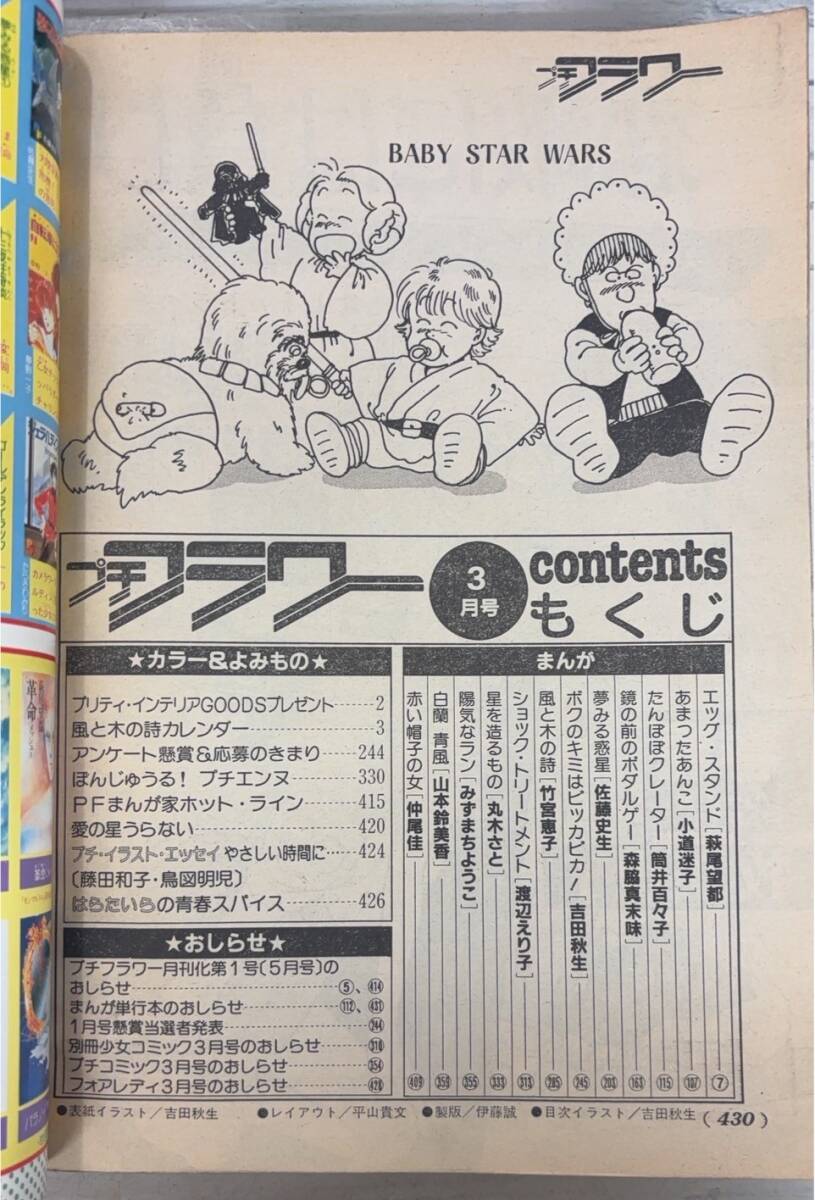 プチフラワー
BABY STAR WARS
プチフラワー
3
月号
contents
もくじ
★カラー&よみもの★
プリティ・インテリアGOODSプレゼント……2
風と木の詩カレンダー……3
アンケート懸賞&応募のきまり……244
ぼんじゅうる! プチエンヌ……330
PFまんが家ホット・ライン……415
愛の星うらない……420
プチ・イラスト・エッセイ やさしい時間に…424
〔藤田和子・鳥図明児〕
はらたいらの青春スパイス……426
★おしらせ★
プチフラワー月刊化第1号〔5月号〕の
おしらせ……⑤、414
まんが単行本のおしらせ……112、431
1月号懸賞当選者発表……244
別冊少女コミック3月号のおしらせ……310
プチコミック3月号のおしらせ……354
フォアレディ3月号のおしらせ……428
まんが
エッグ・スタンド[萩尾望都]……⑦
あまったあんこ[小道迷子]……107
たんぽぽクレーター[筒井百々子]……115
鏡の前のポダルゲー[森脇真末味]……163
夢みる惑星[佐藤史生]……203
ボクのキミはピッカピカ![吉田秋生]……245
風と木の詩[竹宮恵子]……285
ショック・トリートメント[渡辺えり子]……313
星を造るもの[丸木さと]……333
陽気なラン[みずまちようこ]……355
白蘭 青風[山本鈴美香]……359
赤い帽子の女[仲尾佳]……409
●表紙イラスト/吉田秋生 ●レイアウト/平山貴文 ●製版/伊藤誠 ●目次イラスト/吉田秋生
(430)